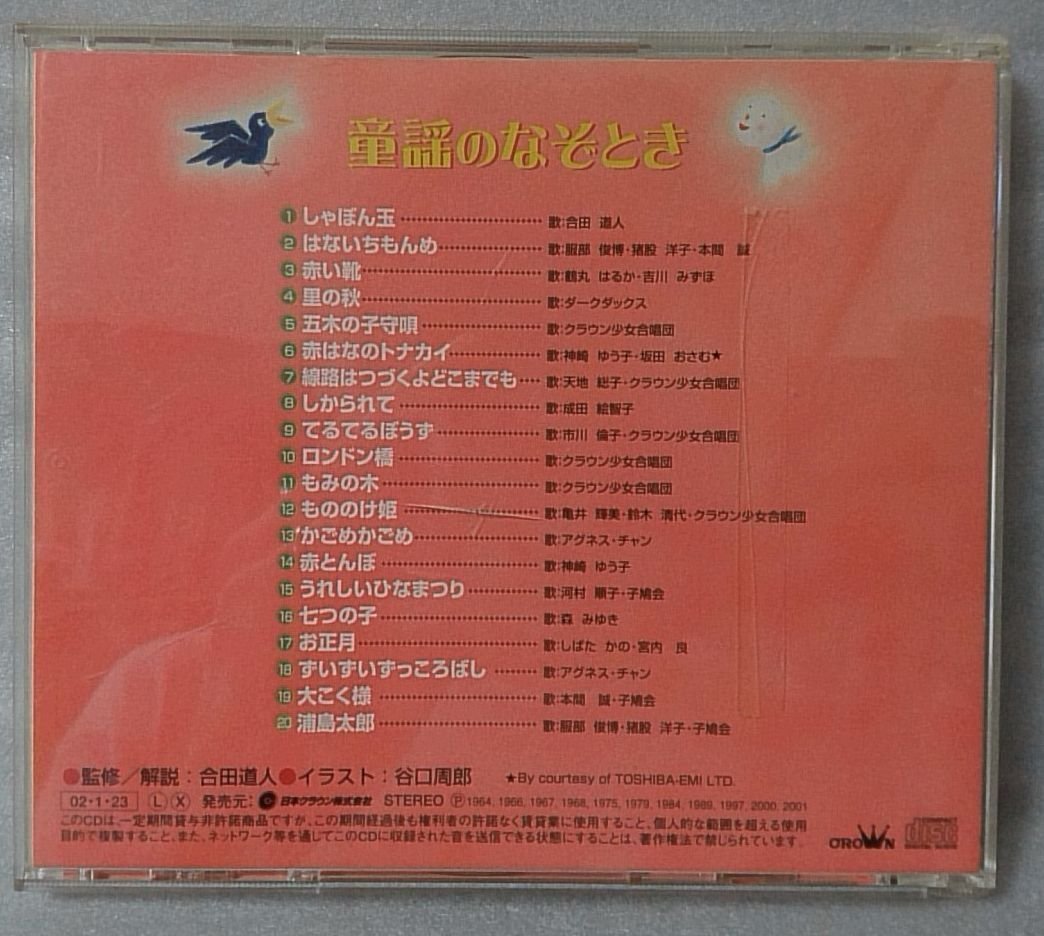 童謡のなぞとき
1 しゃぼん玉……………………歌:合田 道人
2 はないちもんめ……………………歌:服部 俊博・猪股 洋子・本間 誠
3 赤い靴……………………歌:鶴丸 はるか・吉川 みずほ
4 里の秋……………………歌:ダークダックス
5 五木の子守唄……………………歌:クラウン少女合唱団
6 赤はなのトナカイ……………………歌:神崎 ゆう子・坂田 おさむ★
7 線路はつづくよどこまでも……歌:天地 総子・クラウン少女合唱団
8 しかられて……………………歌:成田 絵智子
9 てるてるぼうず……………………歌:市川 倫子・クラウン少女合唱団
10 ロンドン橋……………………歌:クラウン少女合唱団
11 もみの木……………………歌:クラウン少女合唱団
12 もののけ姫……………………歌:亀井 輝美・鈴木 清代・クラウン少女合唱団
13 かごめかごめ……………………歌:アグネス・チャン
14 赤とんぼ……………………歌:神崎 ゆう子
15 うれしいひなまつり……………歌:河村 順子・子鳩会
16 七つの子……………………歌:森 みゆき
17 お正月……………………歌:しばた かの・宮内 良
18 ずいずいずっころばし………歌:アグネス・チャン
19 大こく様……………………歌:本間 誠・子鳩会
20 浦島太郎……………………歌:服部 俊博・猪股 洋子・子鳩会
●監修/解説:合田道人●イラスト:谷口周郎 ★By courtesy of TOSHIBA-EMI LTD.
02・1・23 Ⓛ Ⓧ 発売元: 日本クラウン株式会社 STEREO Ⓟ1964, 1966, 1967, 1968, 1975, 1979, 1984, 1989, 1997, 2000, 2001
このCDは、一定期間貸与非許諾商品ですが、この期間経過後も権利者の許諾なく賃貸業に使用すること、個人的な範囲を超える使用
目的で複製すること、また、ネットワーク等を通じてこのCDに収録された音を送信できる状態にすることは、著作権法で禁じられています。
CROWN disc